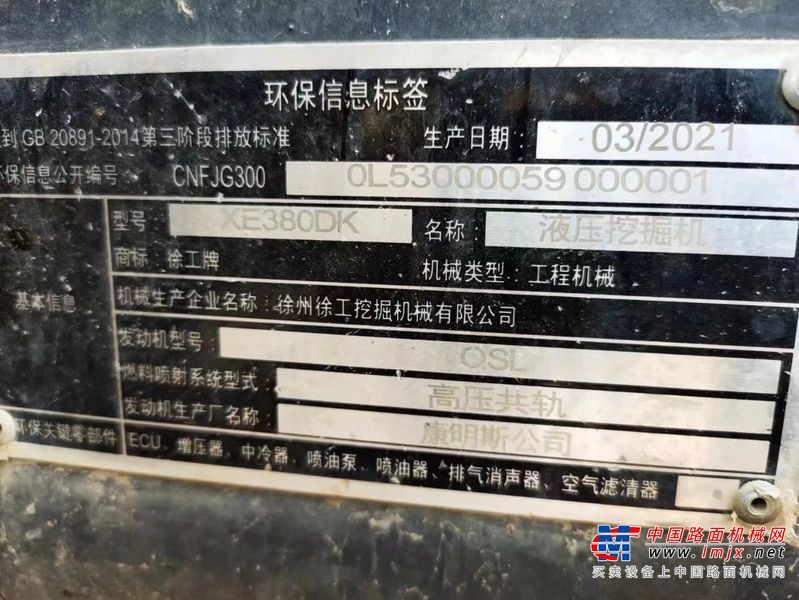 环保信息标签
到 GB 20891-2014第三阶段排放标准 生产日期： 03/2021
环保信息公开编号 CNFJG300 0L53000059 000001
型号 XE380DK 名称： 液压挖掘机
商标： 徐工牌 机械类型： 工程机械
基本信息
机械生产企业名称： 徐州徐工挖掘机械有限公司
发动机型号： QSL
燃料喷射系统型式： 高压共轨
发动机生产厂名称： 康明斯公司
环保关键零部件 ECU、增压器、中冷器、喷油泵、喷油器、排气消声器、空气滤清器
中国路面机械网
www.lmjx.net
买卖设备上中国路面机械网